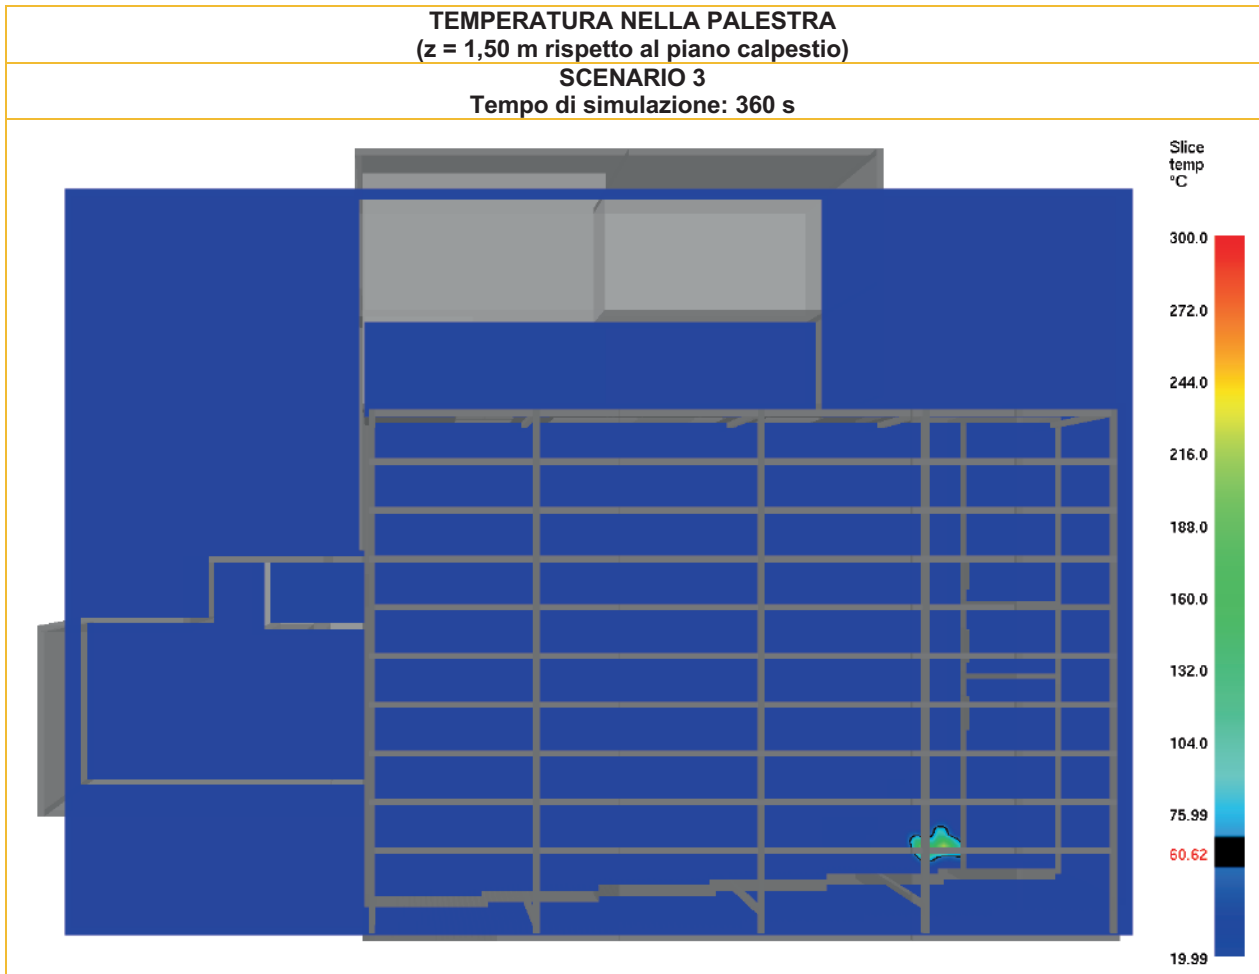 TEMPERATURA NELLA PALESTRA
(z = 1,50 m rispetto al piano calpestio)
SCENARIO 3
Tempo di simulazione: 360 s
Slice
temp
°C
300.0
272.0
244.0
216.0
188.0
160.0
132.0
104.0
75.99
60.62
19.99